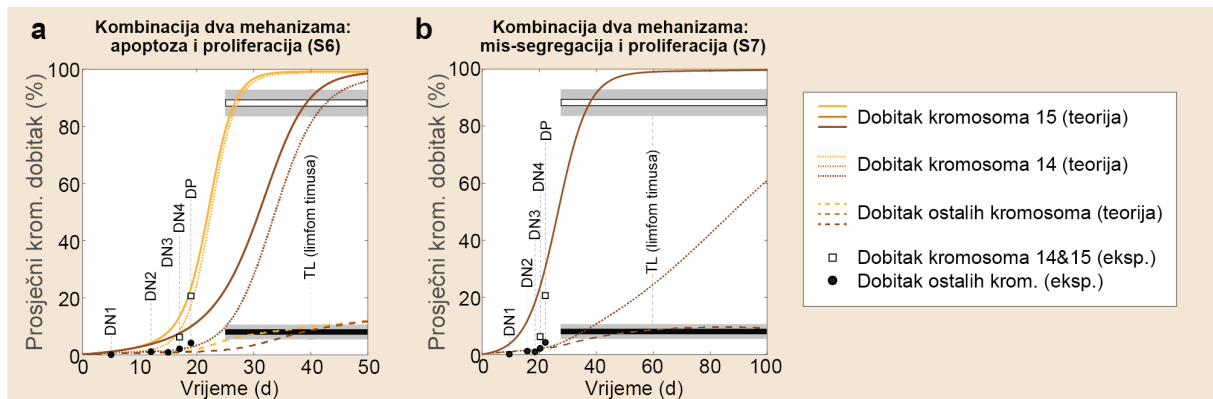 a
Kombinacija dva mehanizama:
apoptoza i proliferacija (S6)
Prosječni krom. dobitak (%)
100
80
60
40
20
0
DN1
DN2
DN3
DN4
DP
TL (limfom timusa)
0 10 20 30 40 50
Vrijeme (d)
b
Kombinacija dva mehanizama:
mis-segregacija i proliferacija (S7)
Prosječni krom. dobitak (%)
100
80
60
40
20
0
DN1
DN2
DN3
DN4
DP
TL (limfom timusa)
0 20 40 60 80 100
Vrijeme (d)
Dobitak kromosoma 15 (teorija)
Dobitak kromosoma 14 (teorija)
Dobitak ostalih kromosoma (teorija)
Dobitak kromosoma 14&15 (eksp.)
Dobitak ostalih krom. (eksp.)